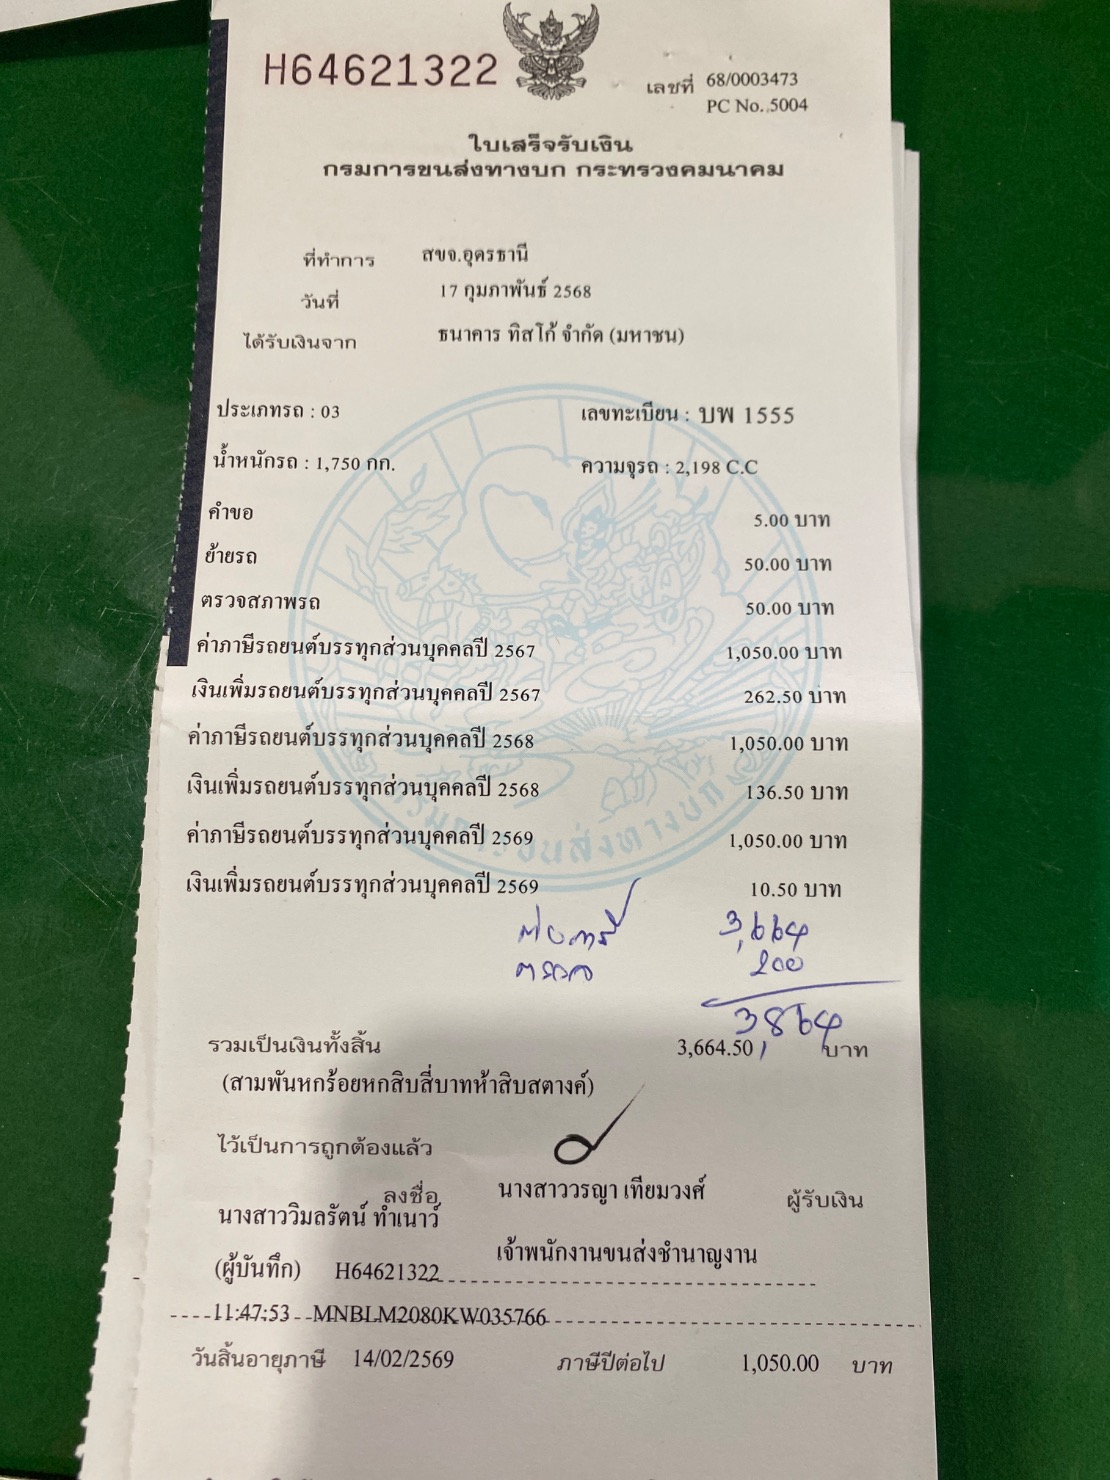 H64621322
เลขที่ 68/0003473
PC No. 5004
ใบเสร็จรับเงิน
กรมการขนส่งทางบก กระทรวงคมนาคม
ที่ทำการ สขจ.อุดรธานี
วันที่ 17 กุมภาพันธ์ 2568
ได้รับเงินจาก ธนาคาร ทิสโก้ จำกัด (มหาชน)
ประเภทรถ : 03 เลขทะเบียน : บพ 1555
น้ำหนักรถ : 1,750 กก. ความจุรถ : 2,198 C.C
คำขอ 5.00 บาท
ย้ายรถ 50.00 บาท
ตรวจสภาพรถ 50.00 บาท
ค่าภาษีรถยนต์บรรทุกส่วนบุคคลปี 2567 1,050.00 บาท
เงินเพิ่มรถยนต์บรรทุกส่วนบุคคลปี 2567 262.50 บาท
ค่าภาษีรถยนต์บรรทุกส่วนบุคคลปี 2568 1,050.00 บาท
เงินเพิ่มรถยนต์บรรทุกส่วนบุคคลปี 2568 136.50 บาท
ค่าภาษีรถยนต์บรรทุกส่วนบุคคลปี 2569 1,050.00 บาท
กรมการขนส่งทางบก
เงินเพิ่มรถยนต์บรรทุกส่วนบุคคลปี 2569 10.50 บาท
3,664
ตรวจ 200
3,864
รวมเป็นเงินทั้งสิ้น 3,664.50 บาท
(สามพันหกร้อยหกสิบสี่บาทห้าสิบสตางค์)
ไว้เป็นการถูกต้องแล้ว
ลงชื่อ นางสาววรญา เทียมวงศ์ ผู้รับเงิน
นางสาววิมลรัตน์ ทำเนาว์
เจ้าพนักงานขนส่งชำนาญงาน
(ผู้บันทึก) H64621322
11:47:53 MNBLM2080KW035766
วันสิ้นอายุภาษี 14/02/2569 ภาษีปีต่อไป 1,050.00 บาท